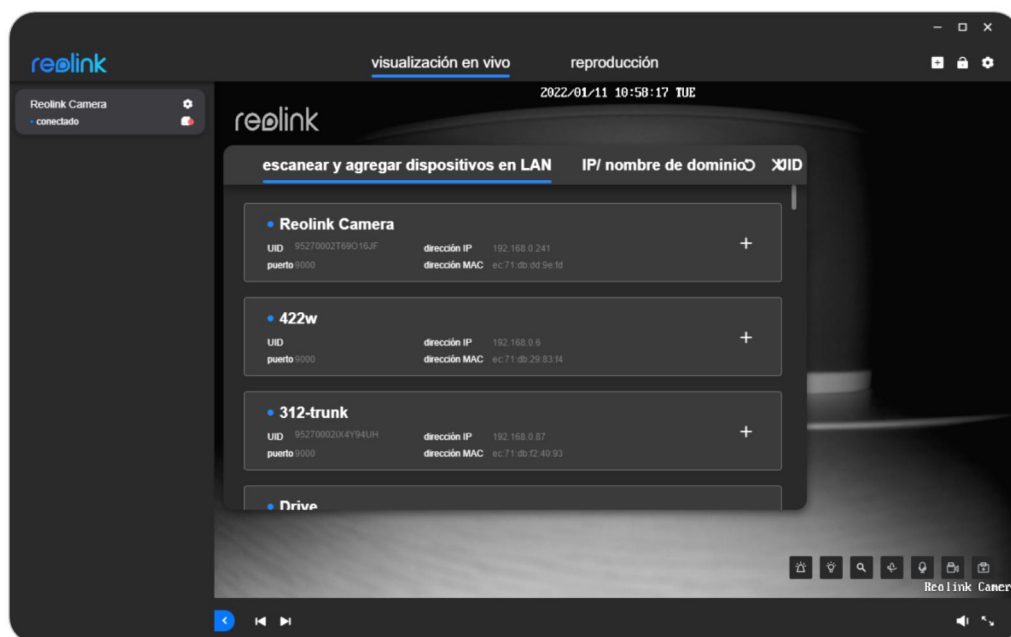 reolink
visualización en vivo
reproducción
Reolink Camera
conectado
2022/01/11 10:58:17 TUE
reolink
escanear y agregar dispositivos en LAN
IP/ nombre de dominio
UID
Reolink Camera
UID 95270002T69O16JF dirección IP 192.168.0.241
puerto 9000 dirección MAC ec:71:db:dd:9e:fd
422w
UID dirección IP 192.168.0.6
puerto 9000 dirección MAC ec:71:db:29:83:f4
312-trunk
UID 95270002IX4Y94UH dirección IP 192.168.0.87
puerto 9000 dirección MAC ec:71:db:f2:40:93
Drive
Reolink Camer